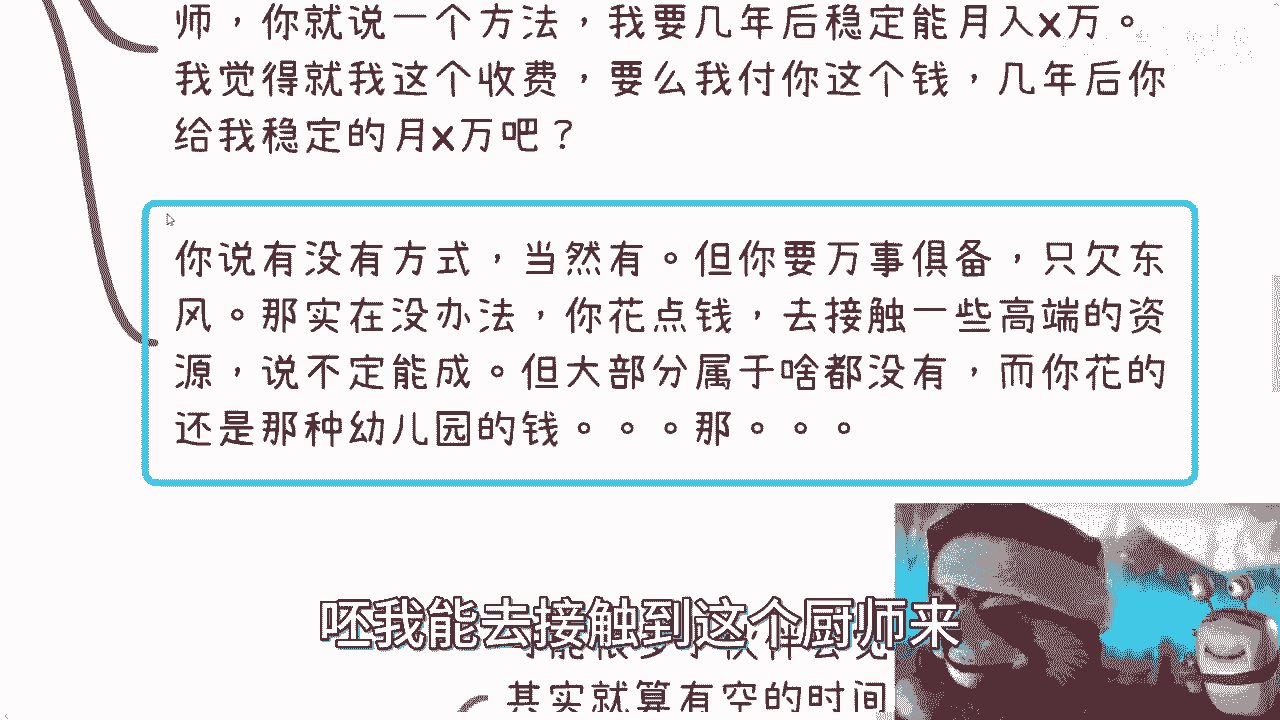 师，你就说一个方法，我要几年后稳定能月入x万。
我觉得就我这个收费，要么我付你这个钱，几年后你
给我稳定的月x万吧？
你说有没有方式，当然有。但你要万事俱备，只欠东
风。那实在没办法，你花点钱，去接触一些高端的资
源，说不定能成。但大部分属于啥都没有，而你花的
还是那种幼儿园的钱。。。那。。。
呸我能去接触到这个厨师来
其实就算有空的时间